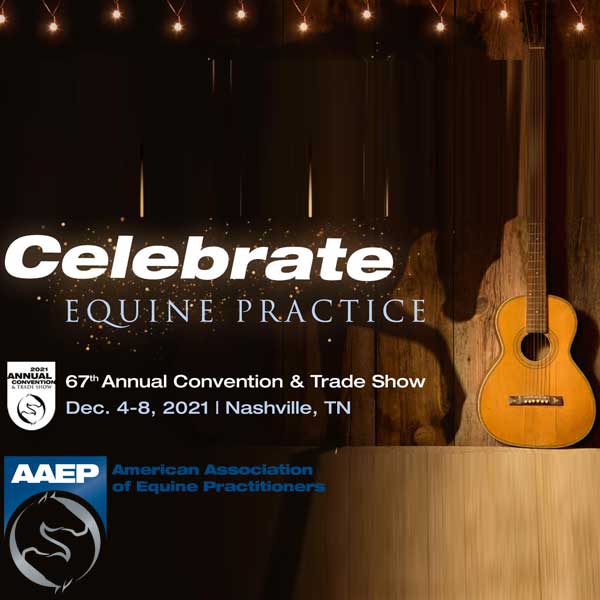 Celebrate
EQUINE PRACTICE
2021
ANNUAL
CONVENTION
& TRADE SHOW
67th Annual Convention & Trade Show
Dec. 4-8, 2021 | Nashville, TN
AAEP
American Association
of Equine Practitioners